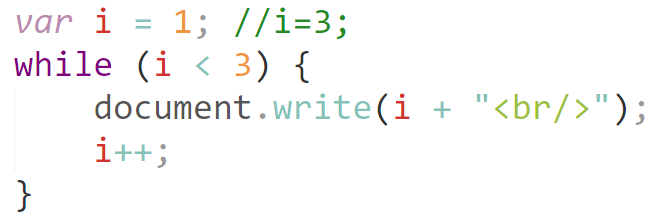 var i = 1; //i=3;
while (i < 3) {
    document.write(i + "<br/>");
    i++;
}